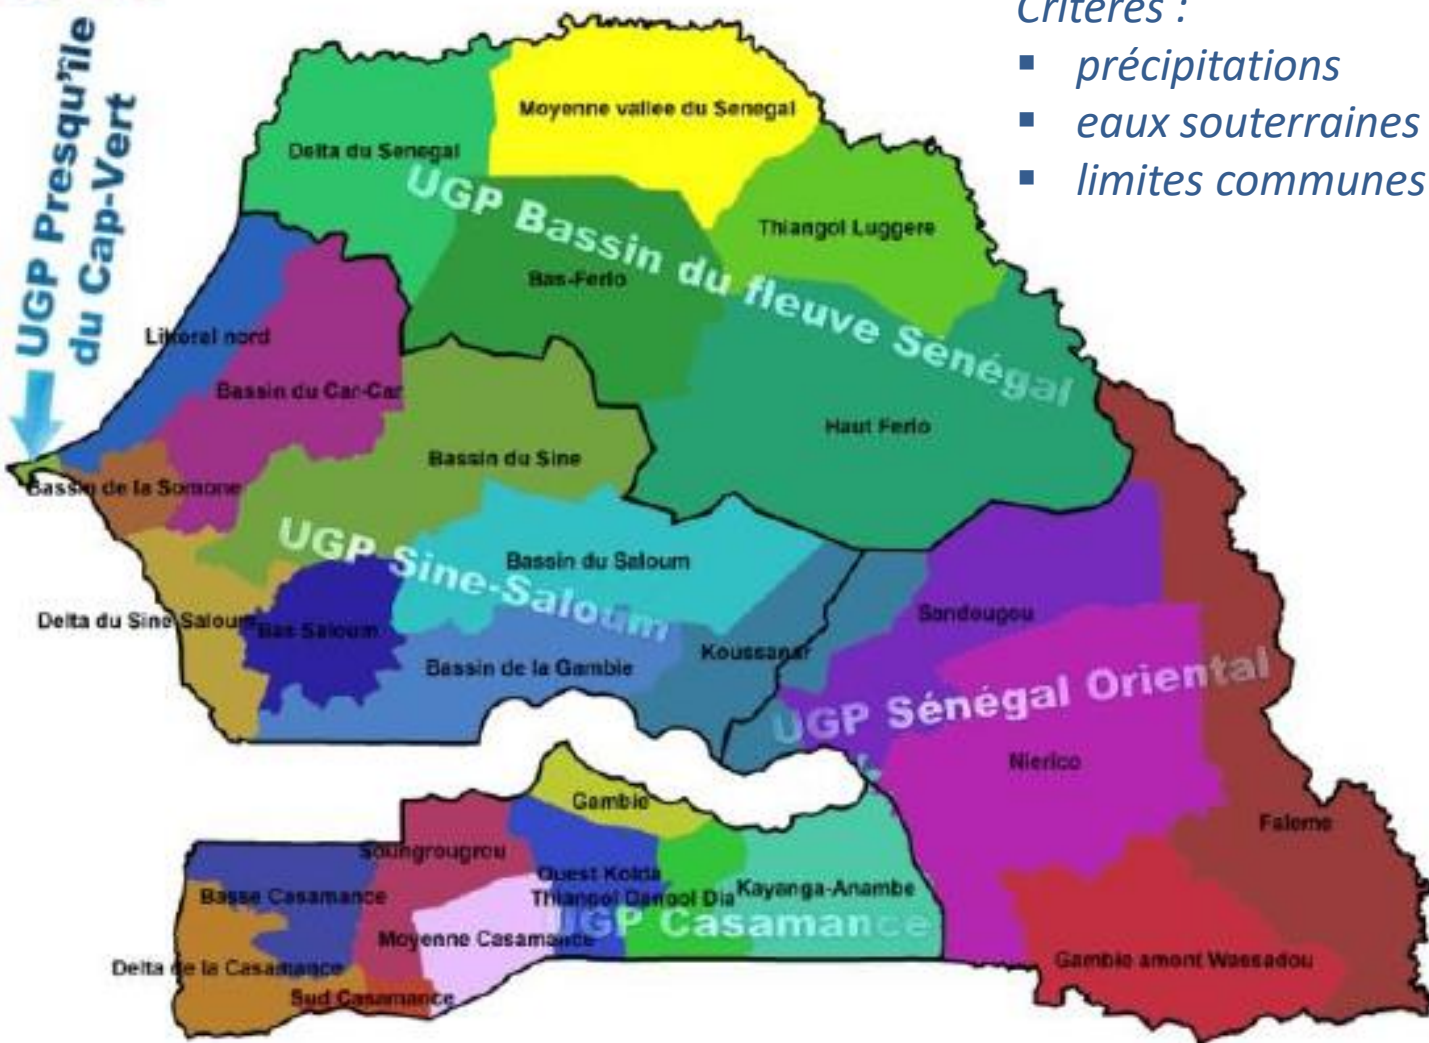 UGP Presqu'île
du Cap-Vert
Critères :
▪ précipitations
▪ eaux souterraines
▪ limites communes
Moyenne vallee du Senegal
Delta du Senegal
UGP Bassin du fleuve Sénégal
Thiangol Luggere
Bas-Ferlo
Littoral nord
Bassin du Car-Car
Haut Ferlo
Bassin du Sine
Bassin de la Somone
UGP Sine-Saloum
Bassin du Saloum
Delta du Sine Saloum
Bas Saloum
Sandougou
Koussanar
Bassin de la Gambie
UGP Sénégal Oriental
Nierico
Gambie
Faleme
Soungrougrou
Ouest Kolda
Basse Casamance
Thiangol Dangol Dia
Kayanga-Anambe
UGP Casamance
Moyenne Casamance
Gambie amont Wassadou
Delta de la Casamance
Sud Casamance